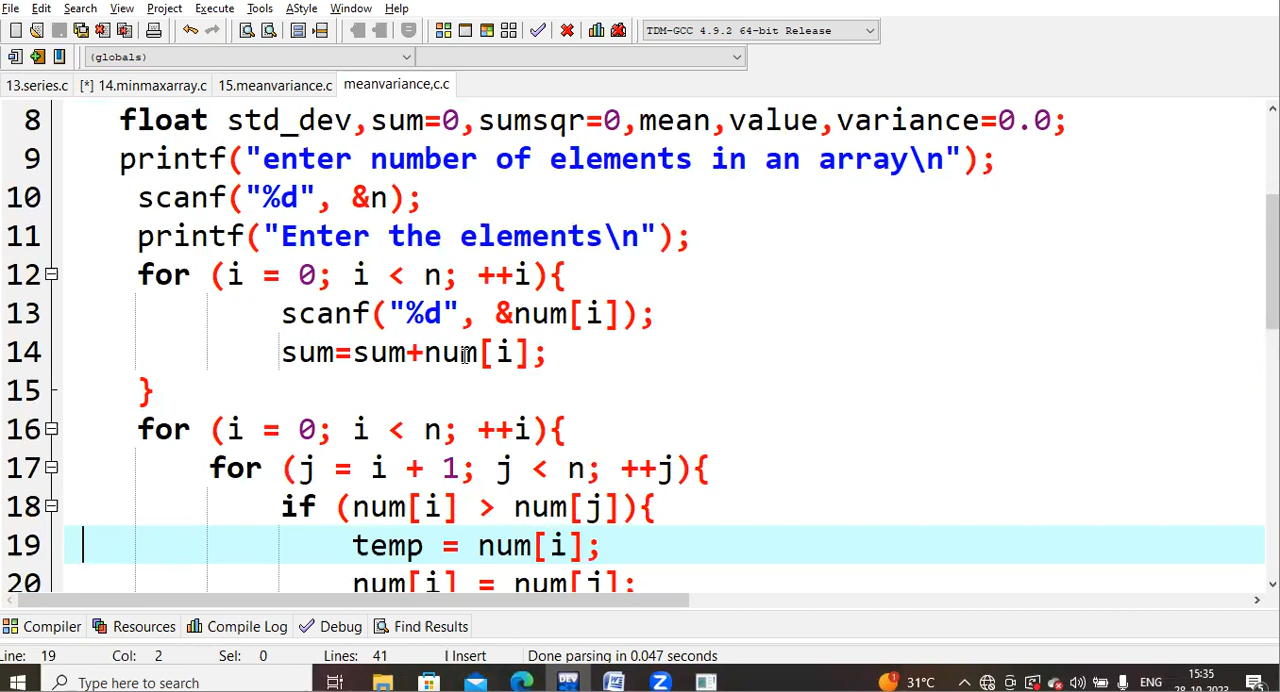 File Edit Search View Project Execute Tools AStyle Window Help
TDM-GCC 4.9.2 64-bit Release
(globals)
13.series.c [*] 14.minmaxarray.c 15.meanvariance.c meanvariance,c.c
8 float std_dev,sum=0,sumsqr=0,mean,value,variance=0.0;
9 printf("enter number of elements in an array\n");
10 scanf("%d", &n);
11 printf("Enter the elements\n");
12 for (i = 0; i < n; ++i){
13 scanf("%d", &num[i]);
14 sum=sum+num[i];
15 }
16 for (i = 0; i < n; ++i){
17 for (j = i + 1; j < n; ++j){
18 if (num[i] > num[j]){
19 temp = num[i];
20 num[i] = num[j];
Compiler Resources Compile Log Debug Find Results
Line: 19 Col: 2 Sel: 0 Lines: 41 Insert Done parsing in 0.047 seconds
Type here to search DEV 31°C 15:35
28.10.2023